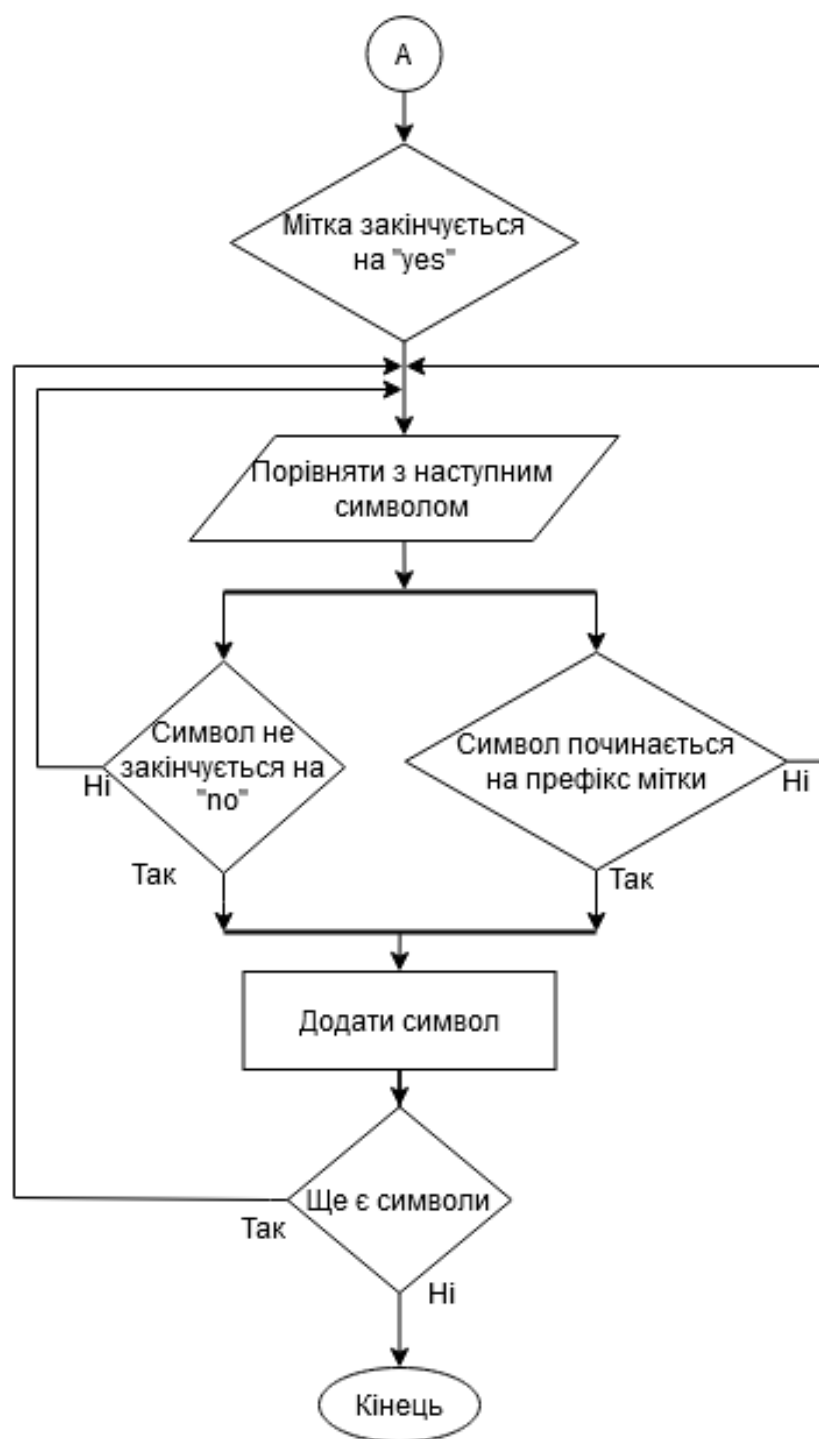 A
Мітка закінчується
на "yes"
Порівняти з наступним
символом
Символ не
закінчується на
"no"
Ні
Так
Символ починається
на префікс мітки
Ні
Так
Додати символ
Ще є символи
Так
Ні
Кінець